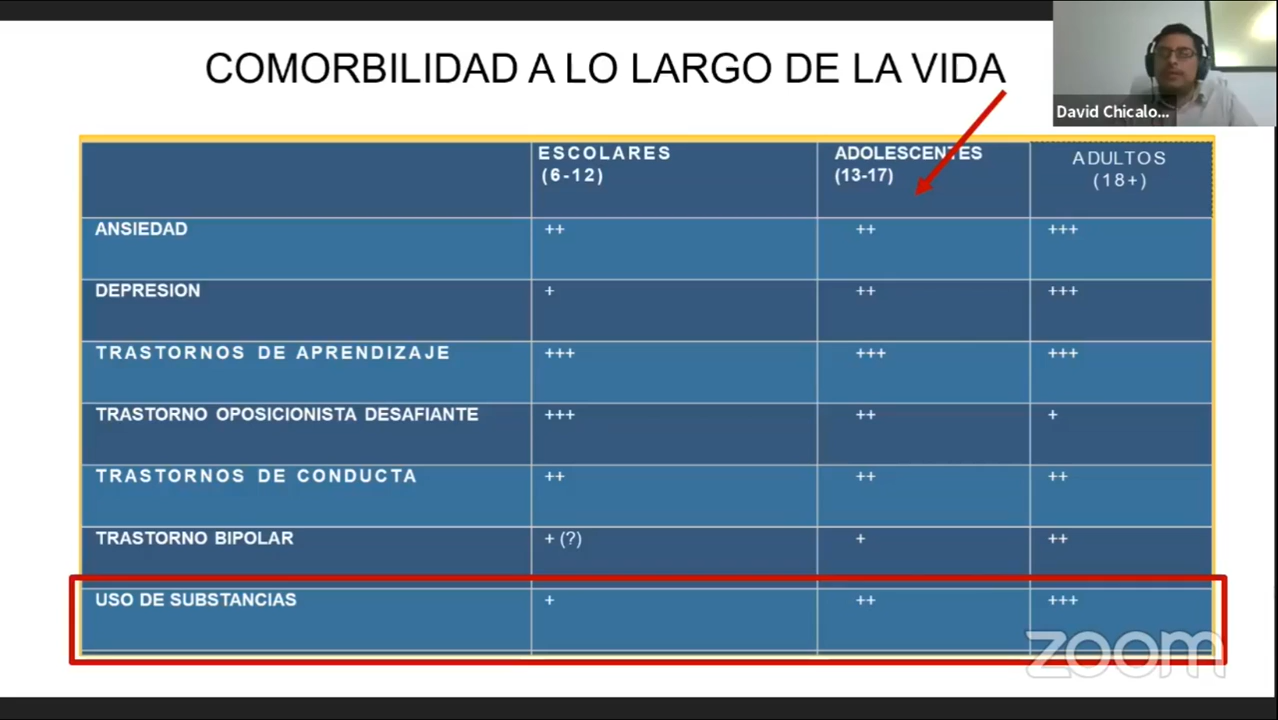 COMORBILIDAD A LO LARGO DE LA VIDA
David Chicalo...
ESCOLARES ADOLESCENTES ADULTOS
(6-12) (13-17) (18+)
ANSIEDAD ++ ++ +++
DEPRESION + ++ +++
TRASTORNOS DE APRENDIZAJE +++ +++ +++
TRASTORNO OPOSICIONISTA DESAFIANTE +++ ++ +
TRASTORNOS DE CONDUCTA ++ ++ ++
TRASTORNO BIPOLAR + (?) + ++
USO DE SUBSTANCIAS + ++ +++
zoom